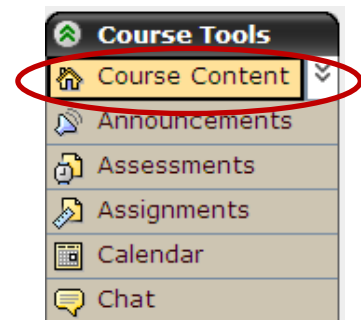 Course Tools
Course Content
Announcements
Assessments
Assignments
Calendar
Chat